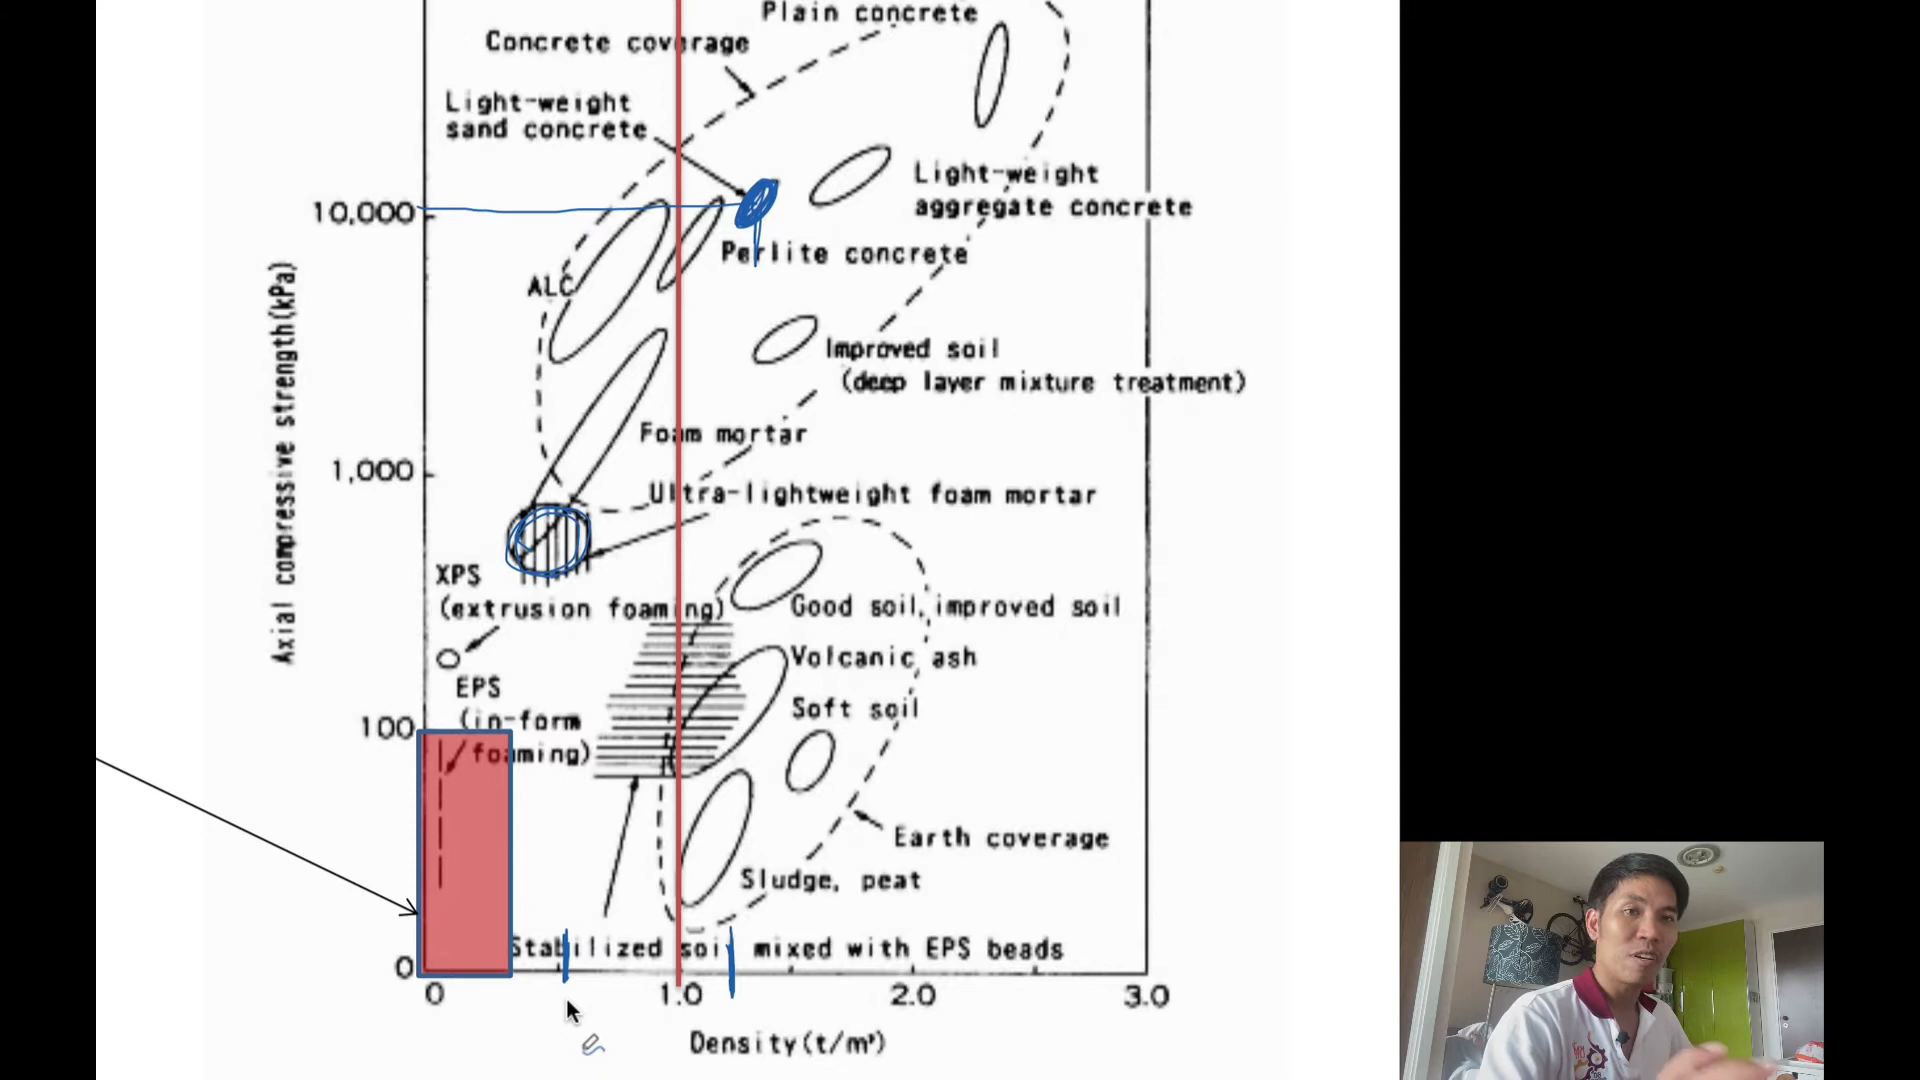 Plain concrete
Concrete coverage
Light-weight
sand concrete
Light-weight
aggregate concrete
10,000
Perlite concrete
ALC
Improved soil
(deep layer mixture treatment)
Foam mortar
1,000
Ultra-lightweight foam mortar
Axial compressive strength(kPa)
XPS
(extrusion foaming)
Good soil, improved soil
Volcanic ash
EPS
(in-form
foaming)
Soft soil
100
Earth coverage
Sludge, peat
Stabilized soil mixed with EPS beads
0
0 1.0 2.0 3.0
Density(t/m³)